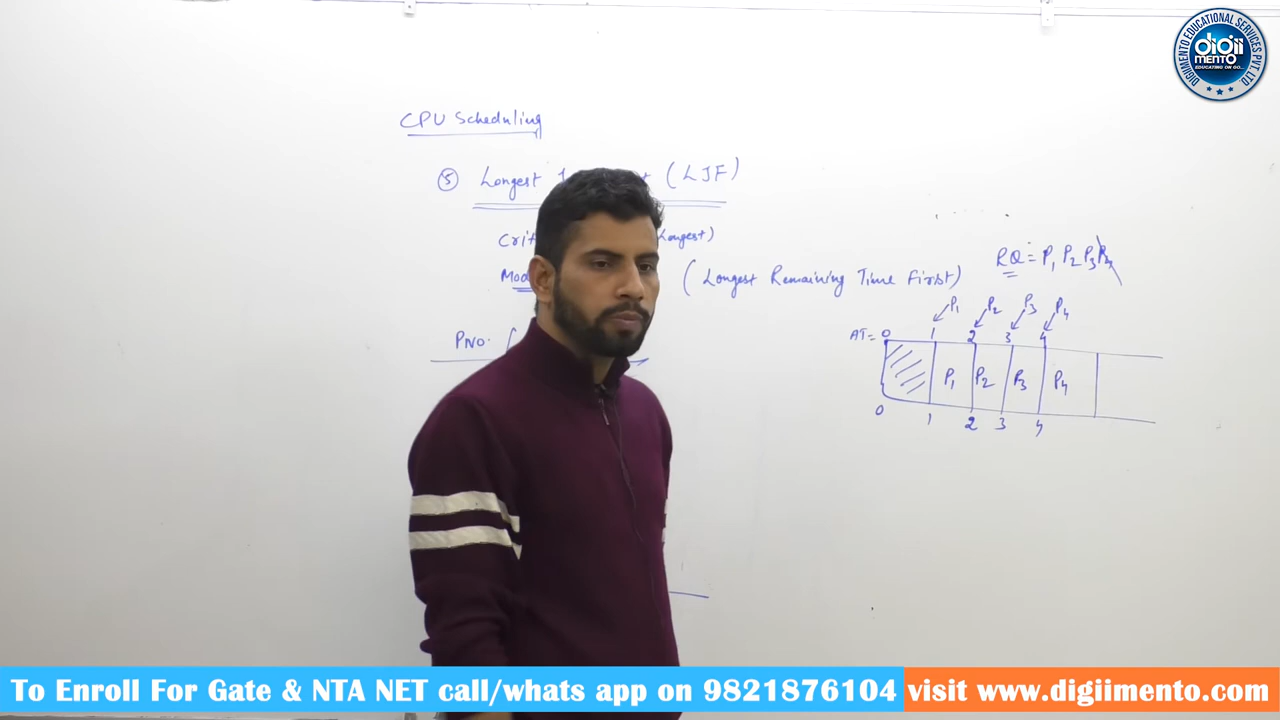 DIGIIMENTO EDUCATIONAL SERVICES PVT. LTD
digii
MENTO
EDUCATING ON GO...
CPU Scheduling
5 Longest (LJF)
Longest)
(Longest Remaining Time First)
RQ = P1 P2 P3 P4
P1 P2 P3 P4
PNO.
AT= 0 1 2 3 4
P1 P2 P3 P4
0 1 2 3 4
To Enroll For Gate & NTA NET call/whats app on 9821876104 visit www.digiimento.com